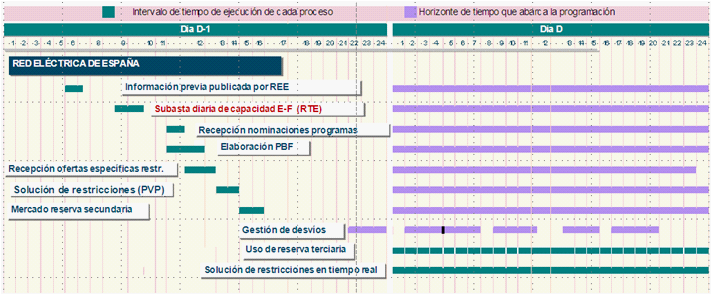 Intervalo de tiempo de ejecución de cada proceso
Horizonte de tiempo que abarca la programación
Día D-1
Día D
RED ELÉCTRICA DE ESPAÑA
Información previa publicada por REE
Subasta diaria de capacidad E-F (RTE)
Recepción nominaciones programas
Elaboración PBF
Recepción ofertas específicas restr.
Solución de restricciones (PVP)
Mercado reserva secundaria
Gestión de desvíos
Uso de reserva terciaria
Solución de restricciones en tiempo real